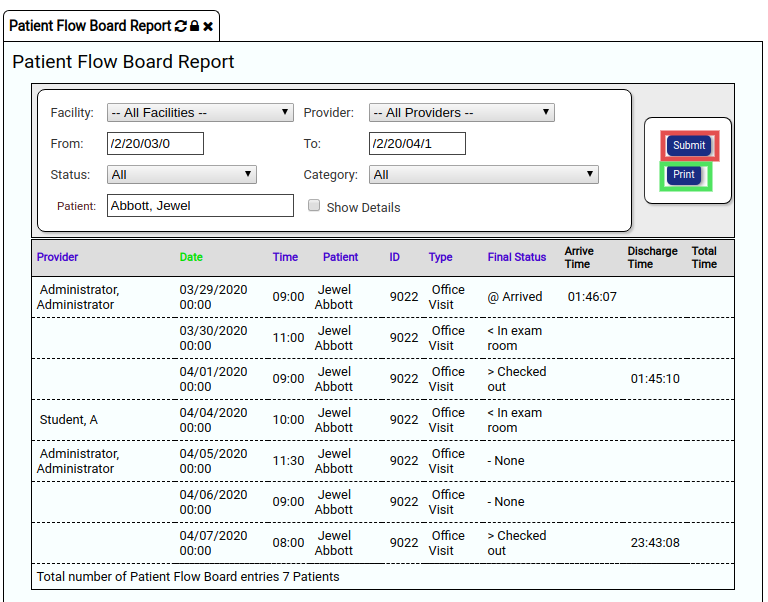 Patient Flow Board Report
Patient Flow Board Report
Facility: -- All Facilities -- Provider: -- All Providers --
From: /2/20/03/0 To: /2/20/04/1
Submit
Status: All Category: All
Print
Patient: Abbott, Jewel Show Details
Provider Date Time Patient ID Type Final Status Arrive Time Discharge Time Total Time
Administrator, Administrator 03/29/2020 00:00 09:00 Jewel Abbott 9022 Office Visit @ Arrived 01:46:07
03/30/2020 00:00 11:00 Jewel Abbott 9022 Office Visit < In exam room
04/01/2020 00:00 09:00 Jewel Abbott 9022 Office Visit > Checked out 01:45:10
Student, A 04/04/2020 00:00 10:00 Jewel Abbott 9022 Office Visit < In exam room
Administrator, Administrator 04/05/2020 00:00 11:30 Jewel Abbott 9022 Office Visit - None
04/06/2020 00:00 09:00 Jewel Abbott 9022 Office Visit - None
04/07/2020 00:00 08:00 Jewel Abbott 9022 Office Visit > Checked out 23:43:08
Total number of Patient Flow Board entries 7 Patients